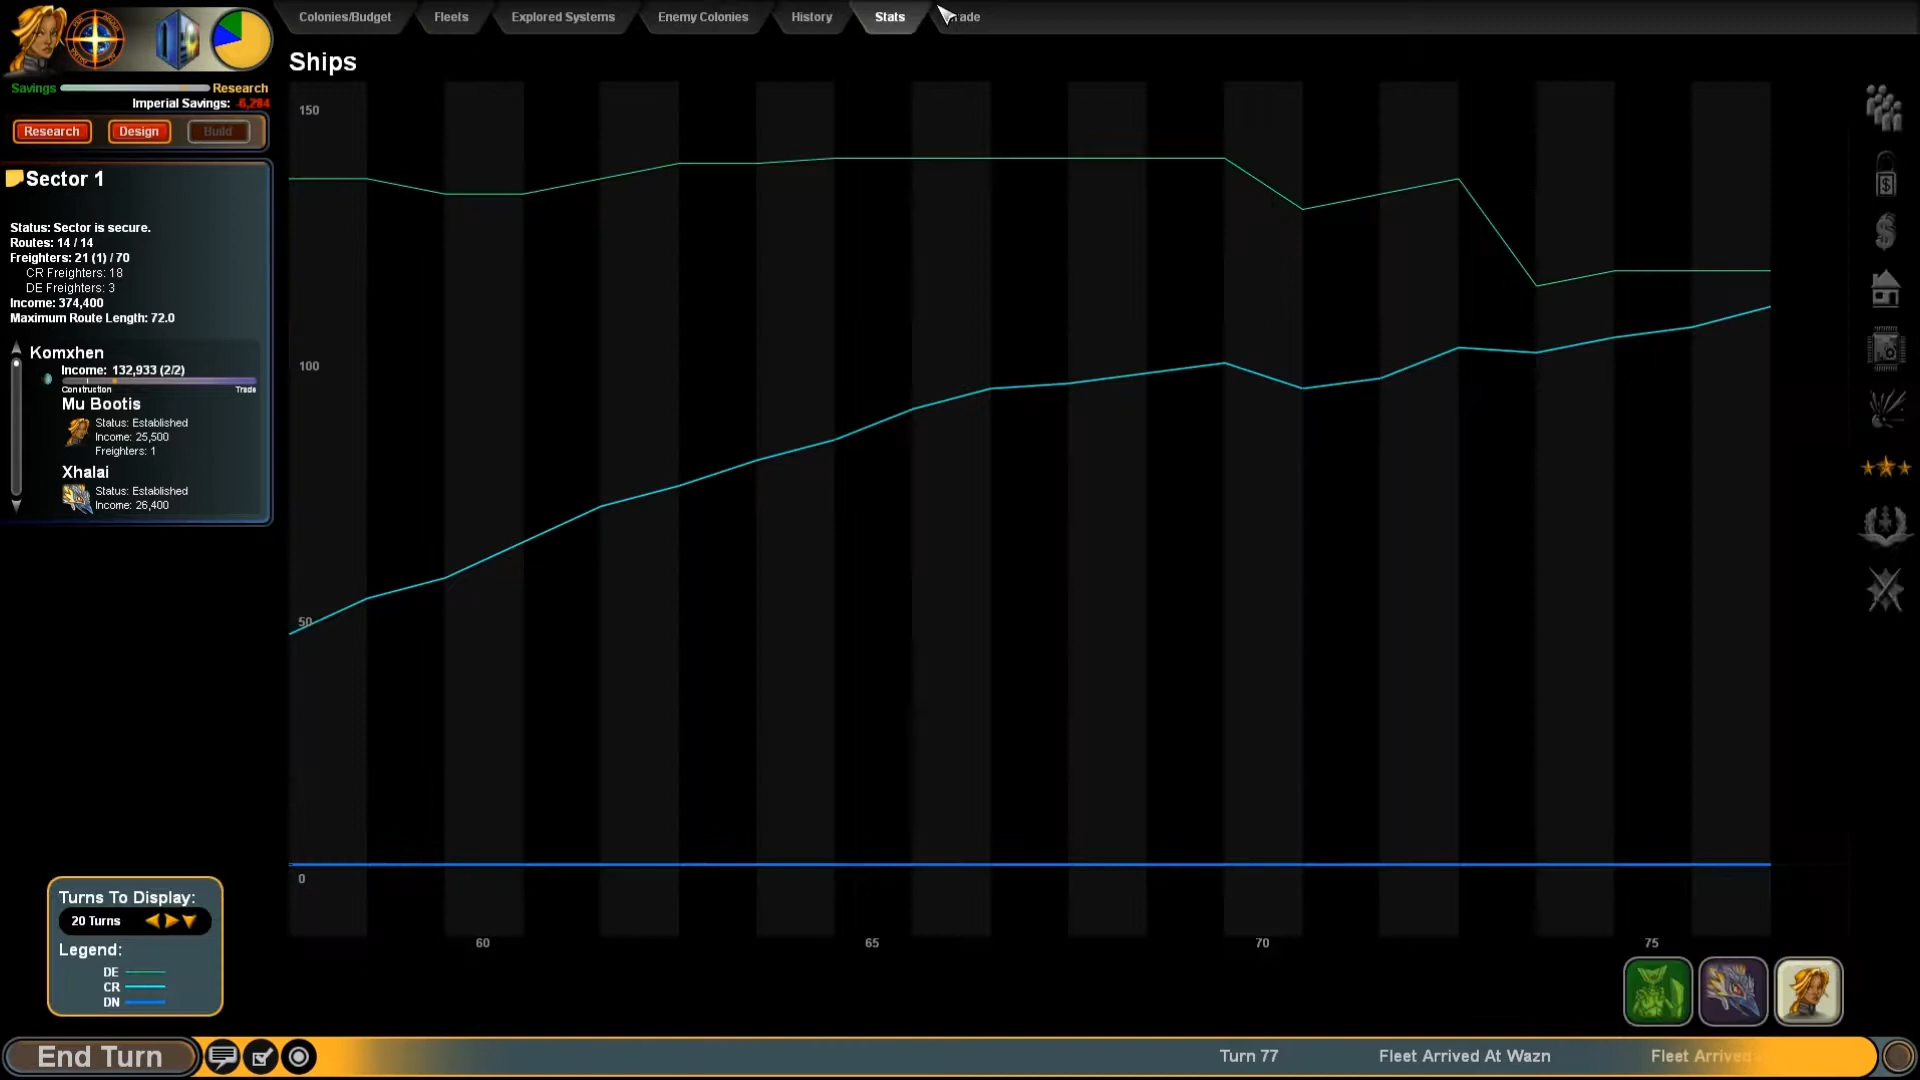 Colonies/Budget
Fleets
Explored Systems
Enemy Colonies
History
Stats
ade
Savings
Research
Imperial Savings: -6,284
Research
Design
Build
Sector 1
Status: Sector is secure.
Routes: 14 / 14
Freighters: 21 (1) / 70
CR Freighters: 18
DE Freighters: 3
Income: 374,400
Maximum Route Length: 72.0
Komxhen
Income: 132,933 (2/2)
Construction
Trade
Mu Bootis
Status: Established
Income: 25,500
Freighters: 1
Xhalai
Status: Established
Income: 26,400
Ships
150
100
50
0
60
65
70
75
Turns To Display:
20 Turns
Legend:
DE
CR
DN
End Turn
Turn 77
Fleet Arrived At Wazn
Fleet Arrived